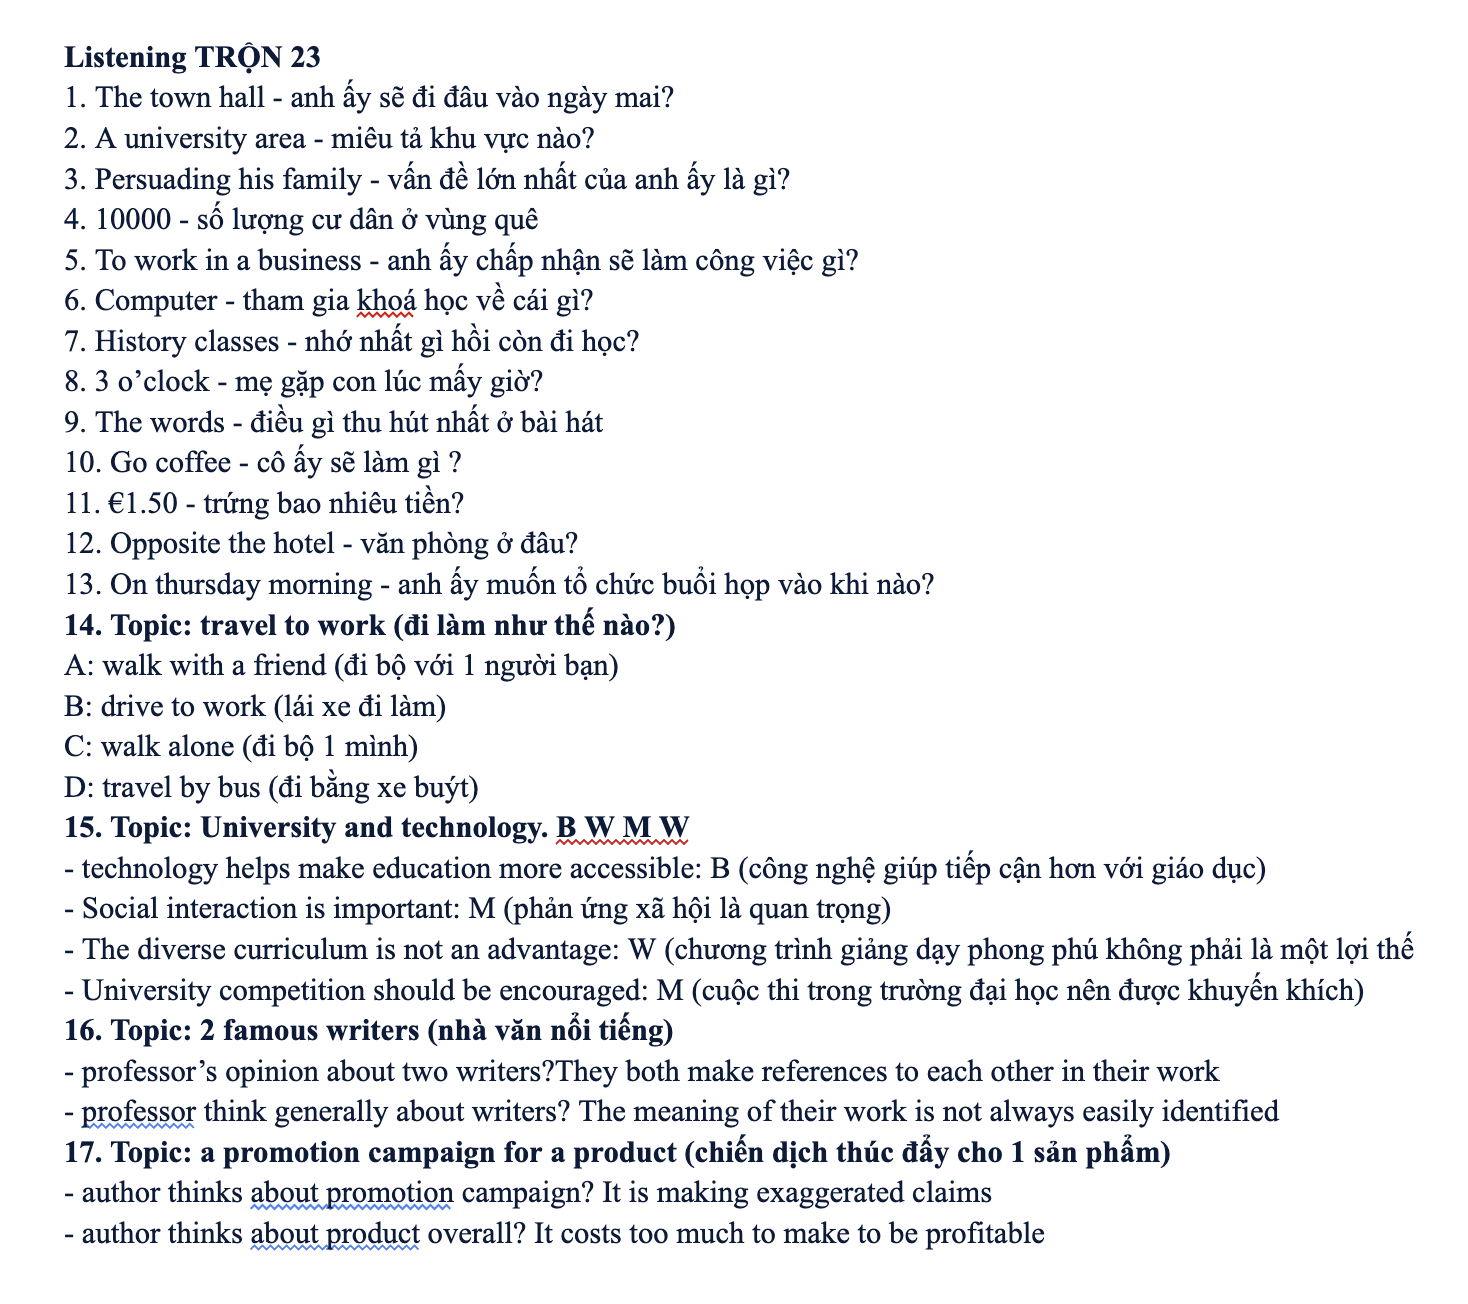 Listening TRỘN 23
1. The town hall - anh ấy sẽ đi đâu vào ngày mai?
2. A university area - miêu tả khu vực nào?
3. Persuading his family - vấn đề lớn nhất của anh ấy là gì?
4. 10000 - số lượng cư dân ở vùng quê
5. To work in a business - anh ấy chấp nhận sẽ làm công việc gì?
6. Computer - tham gia khoá học về cái gì?
7. History classes - nhớ nhất gì hồi còn đi học?
8. 3 o’clock - mẹ gặp con lúc mấy giờ?
9. The words - điều gì thu hút nhất ở bài hát
10. Go coffee - cô ấy sẽ làm gì ?
11. €1.50 - trứng bao nhiêu tiền?
12. Opposite the hotel - văn phòng ở đâu?
13. On thursday morning - anh ấy muốn tổ chức buổi họp vào khi nào?
14. Topic: travel to work (đi làm như thế nào?)
A: walk with a friend (đi bộ với 1 người bạn)
B: drive to work (lái xe đi làm)
C: walk alone (đi bộ 1 mình)
D: travel by bus (đi bằng xe buýt)
15. Topic: University and technology. B W M W
- technology helps make education more accessible: B (công nghệ giúp tiếp cận hơn với giáo dục)
- Social interaction is important: M (phản ứng xã hội là quan trọng)
- The diverse curriculum is not an advantage: W (chương trình giảng dạy phong phú không phải là một lợi thế
- University competition should be encouraged: M (cuộc thi trong trường đại học nên được khuyến khích)
16. Topic: 2 famous writers (nhà văn nổi tiếng)
- professor’s opinion about two writers?They both make references to each other in their work
- professor think generally about writers? The meaning of their work is not always easily identified
17. Topic: a promotion campaign for a product (chiến dịch thúc đẩy cho 1 sản phẩm)
- author thinks about promotion campaign? It is making exaggerated claims
- author thinks about product overall? It costs too much to make to be profitable